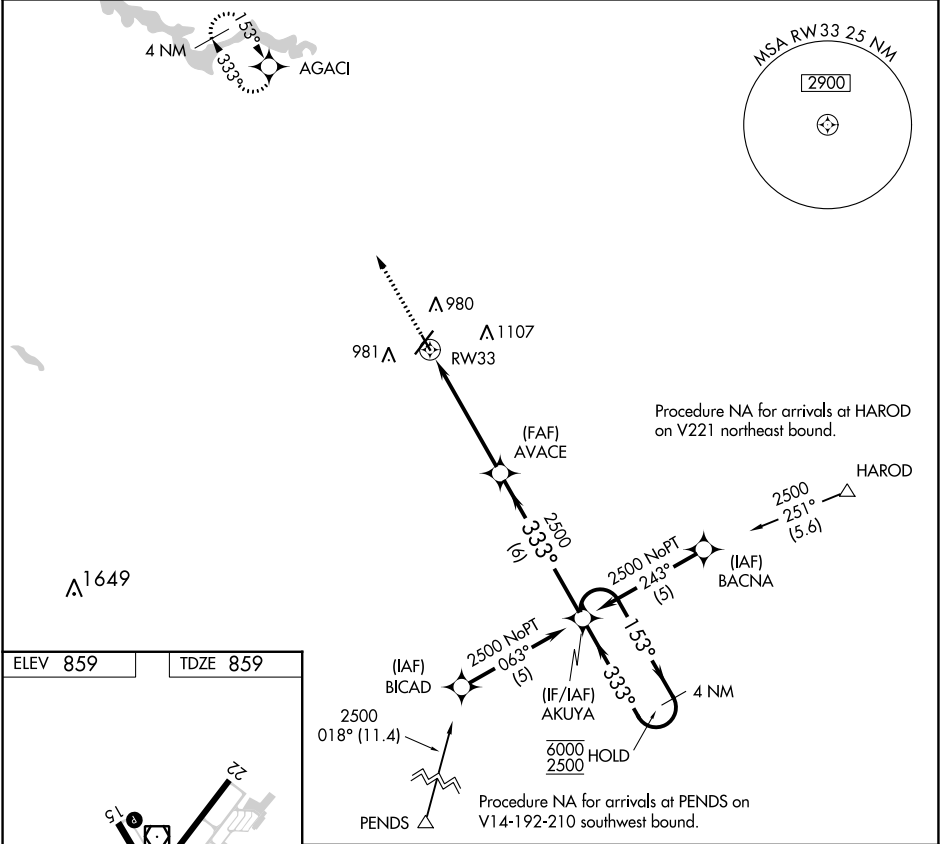 153°
4 NM
333°
AGACI
MSA RW33 25 NM
2900
980
1107
981
RW33
Procedure NA for arrivals at HAROD
on V221 northeast bound.
(FAF)
AVACE
HAROD
2500
251°
(5.6)
2500
333°
(6)
2500 NoPT
243°
(5)
(IAF)
BACNA
1649
153°
333°
4 NM
2500 NoPT
063°
(5)
(IAF)
BICAD
(IF/IAF)
AKUYA
6000
2500
HOLD
2500
018° (11.4)
PENDS
Procedure NA for arrivals at PENDS on
V14-192-210 southwest bound.
ELEV 859
TDZE 859
22
15
P